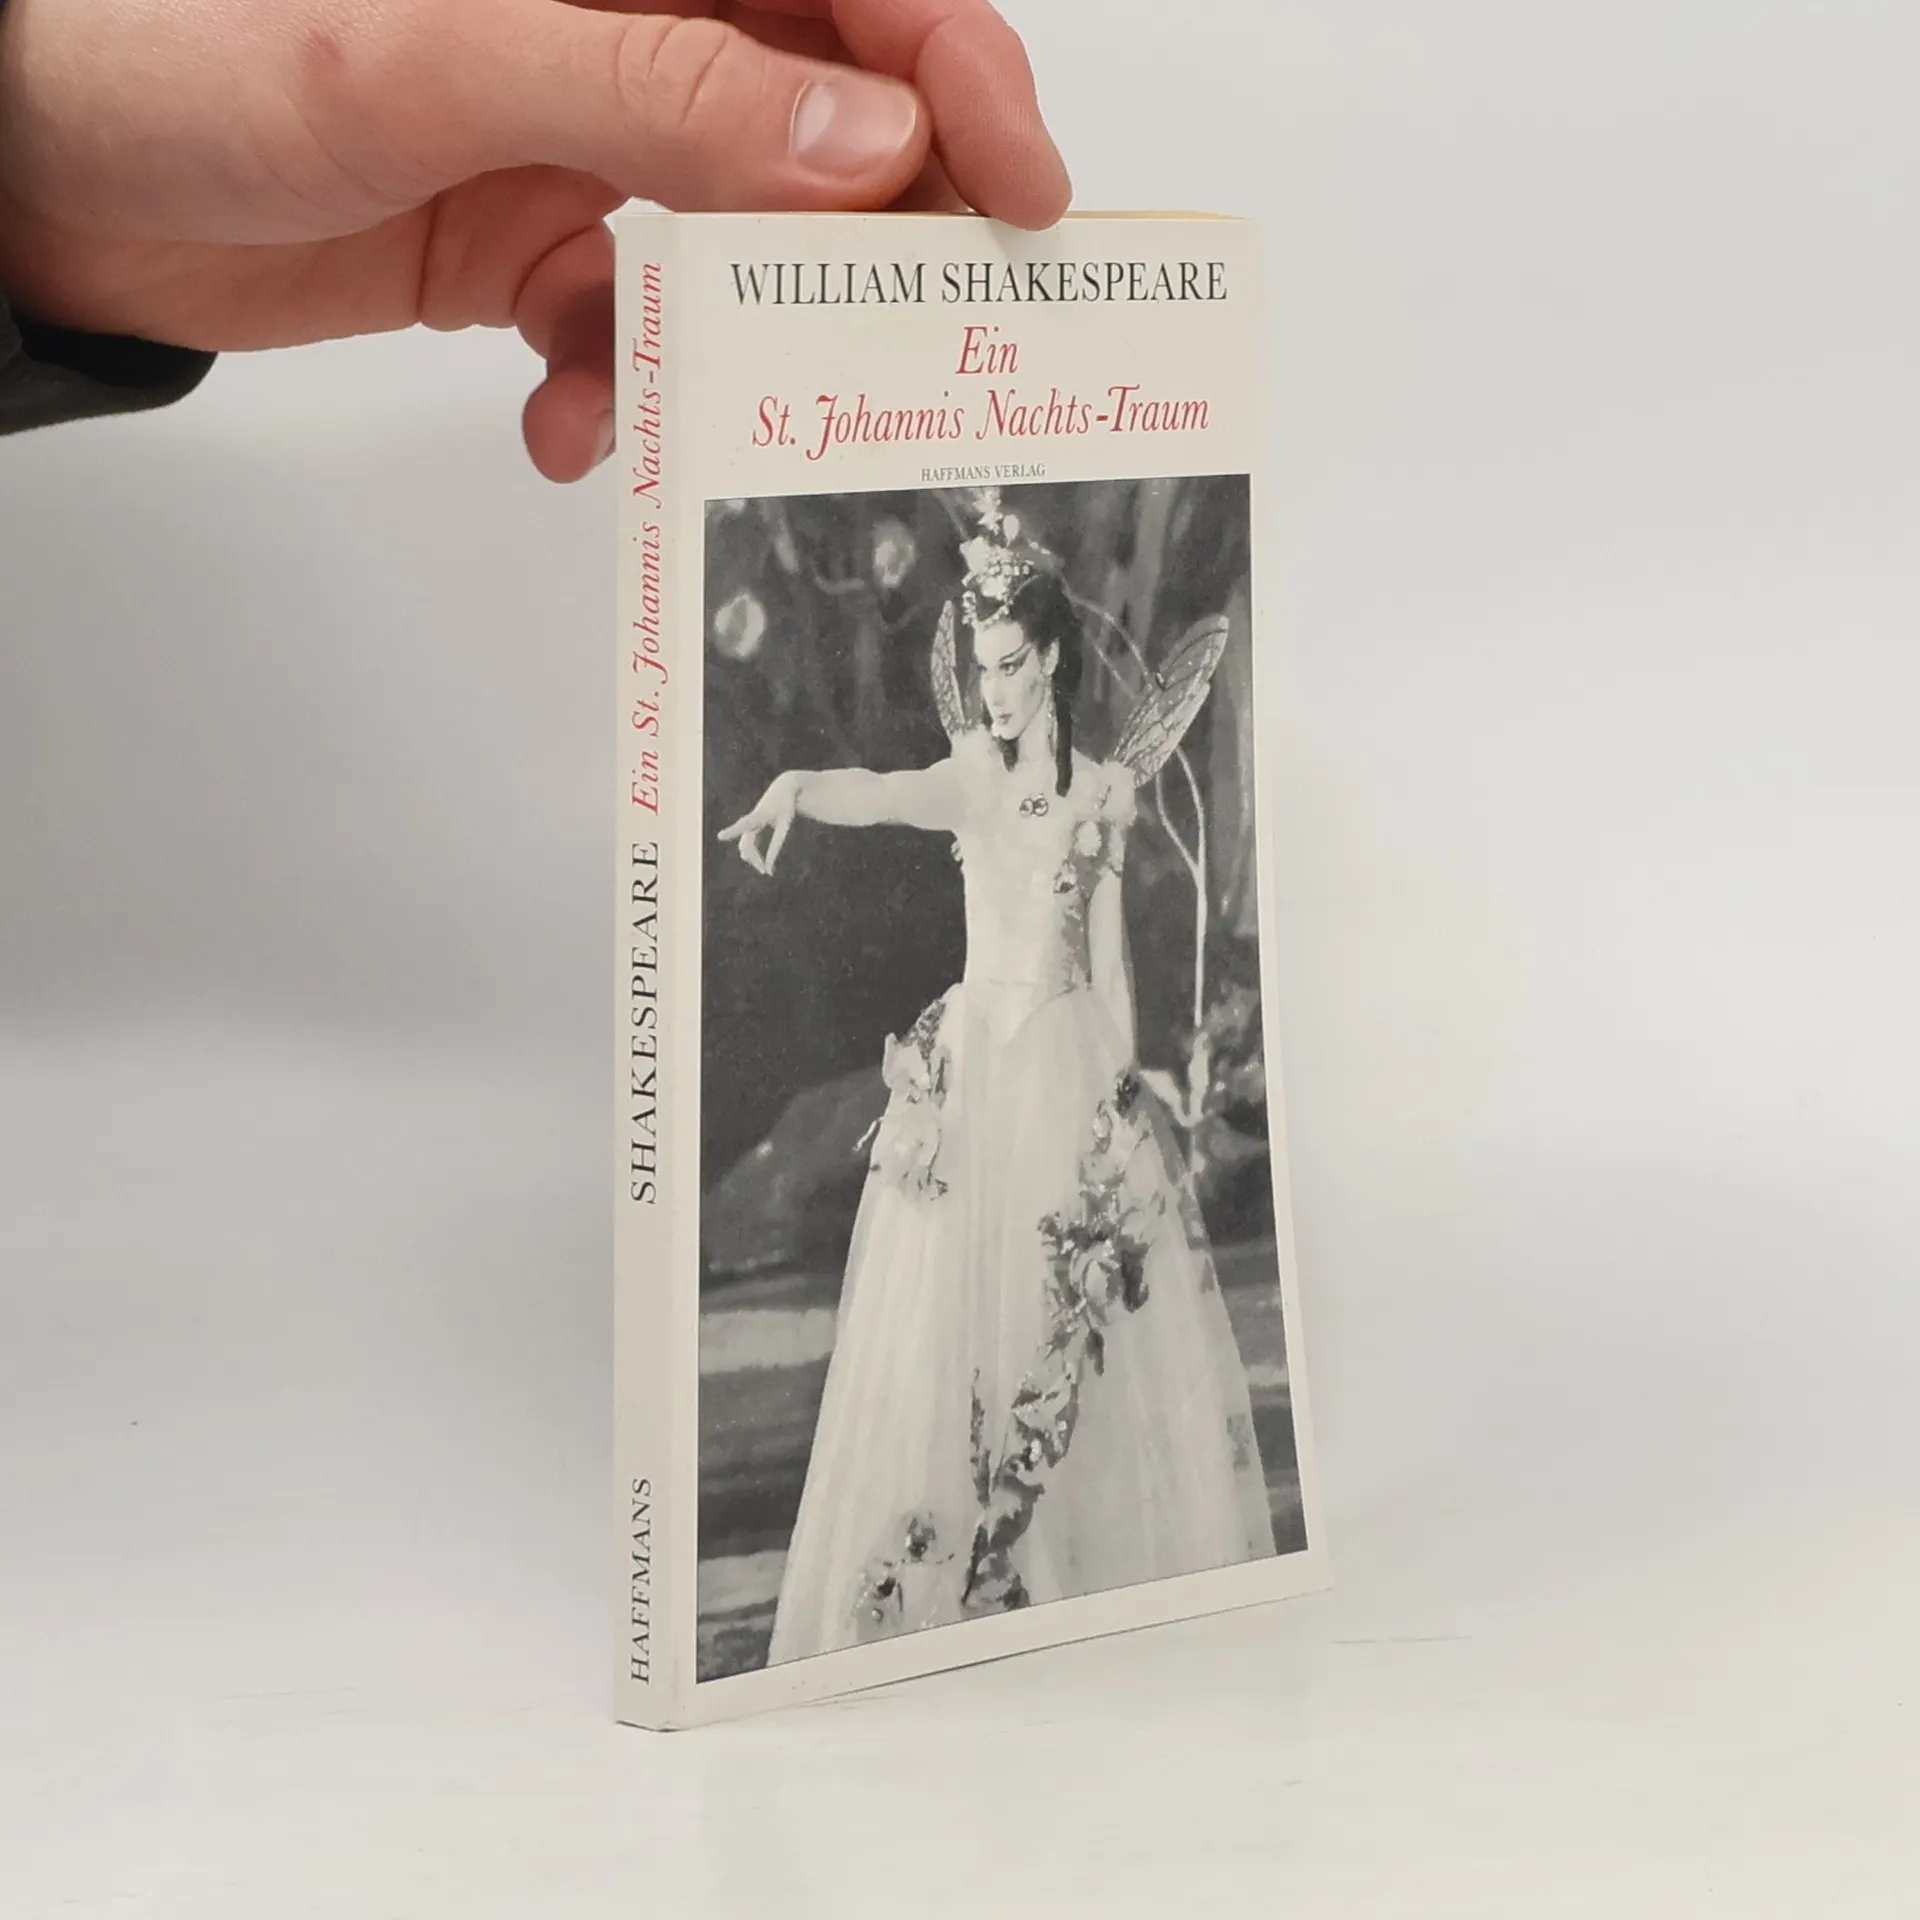 WILLIAM SHAKESPEARE
Ein
St. Johannis Nachts-Traum
HAFFMANS VERLAG
HAFFMANS SHAKESPEARE Ein St. Johannis Nachts-Traum